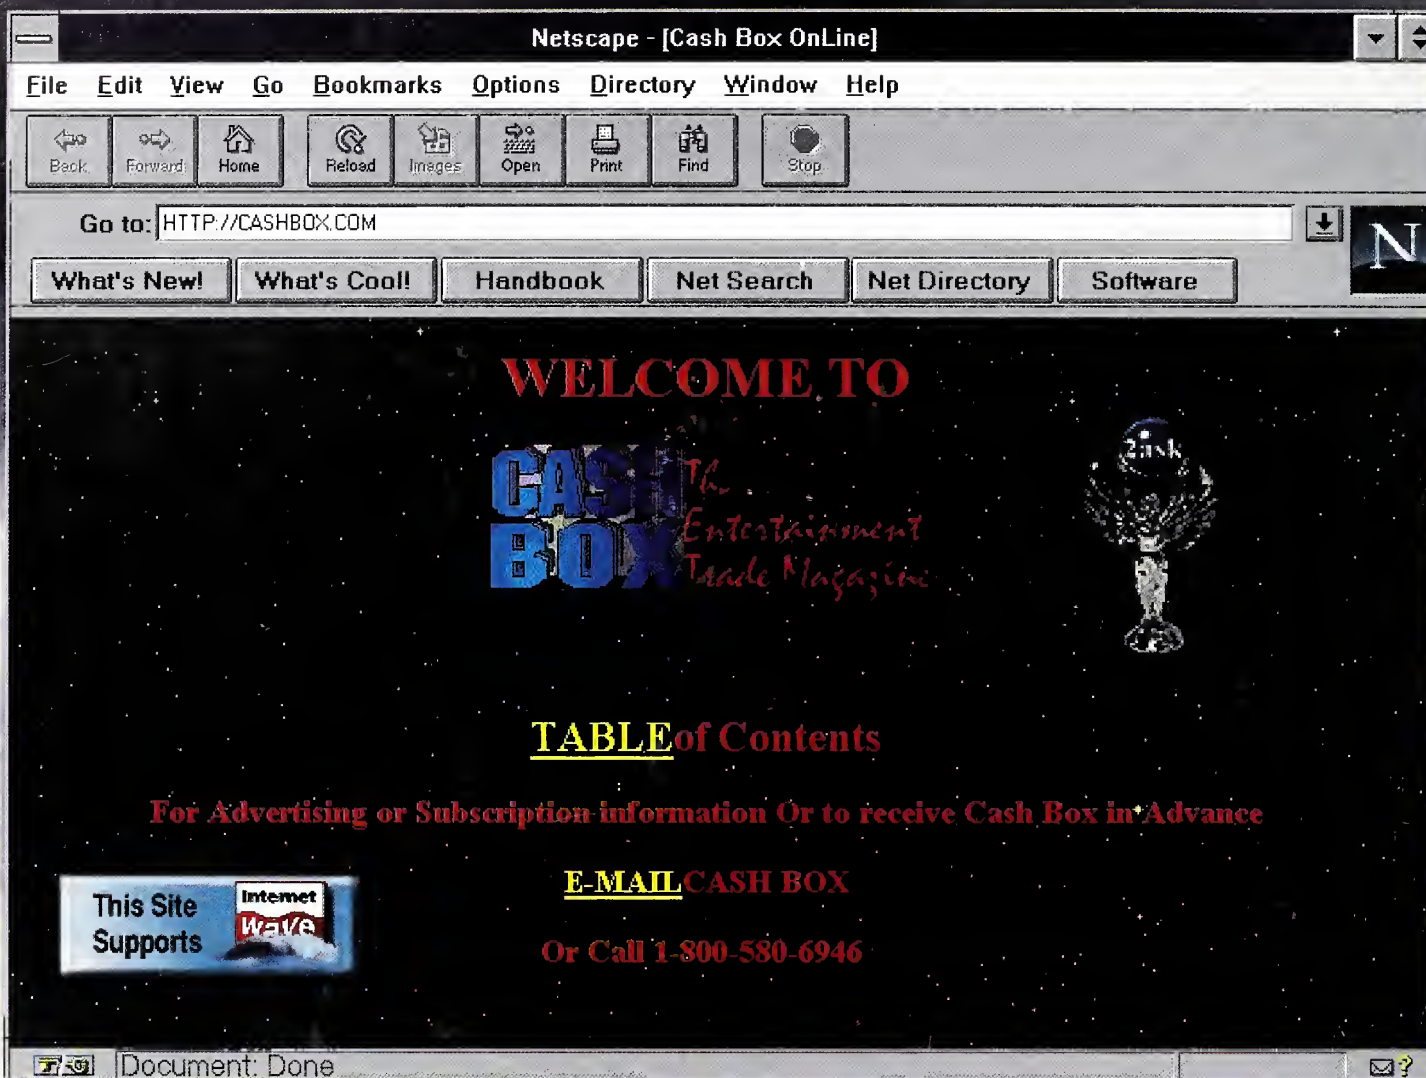 Netscape - [Cash Box OnLine]
File Edit View Go Bookmarks Options Directory Window Help
Back Forward Home Reload Images Open Print Find Stop
Go to: HTTP://CASHBOX.COM
N
What's New! What's Cool! Handbook Net Search Net Directory Software
WELCOME TO
CASH
BOX
The
Entertainment
Trade Magazine
TABLE of Contents
For Advertising or Subscription information Or to receive Cash Box in Advance
E-MAIL CASH BOX
Or Call 1-800-580-6946
This Site
Supports
Internet
wave
Document: Done